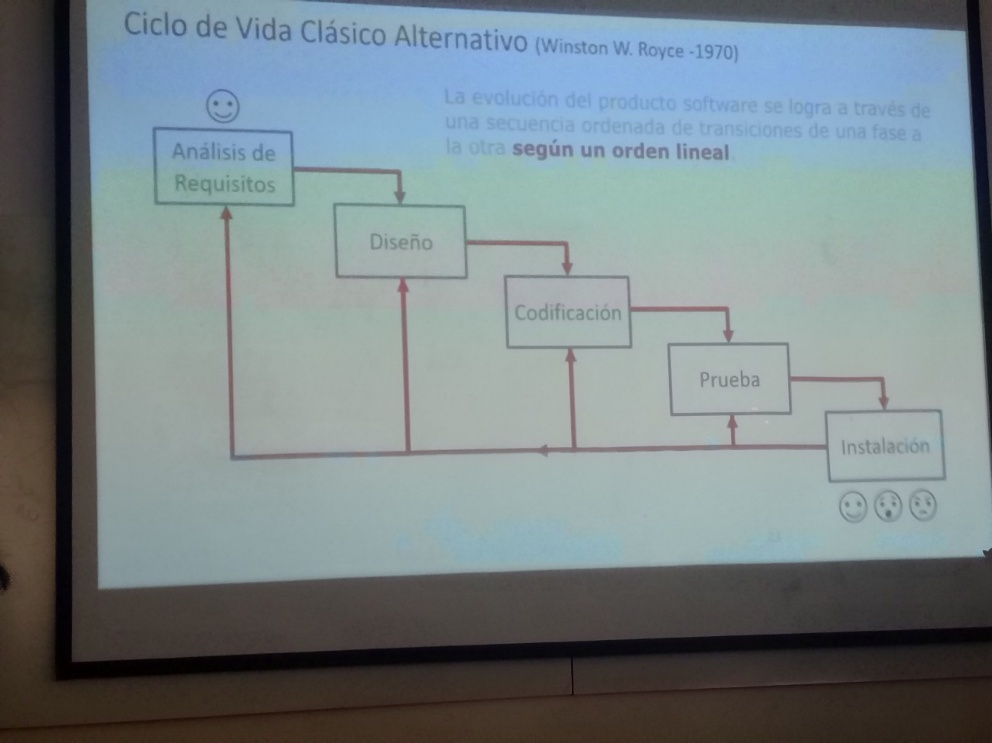 Ciclo de Vida Clásico Alternativo (Winston W. Royce -1970)
La evolución del producto software se logra a través de
una secuencia ordenada de transiciones de una fase a
la otra según un orden lineal.
Análisis de
Requisitos
Diseño
Codificación
Prueba
Instalación